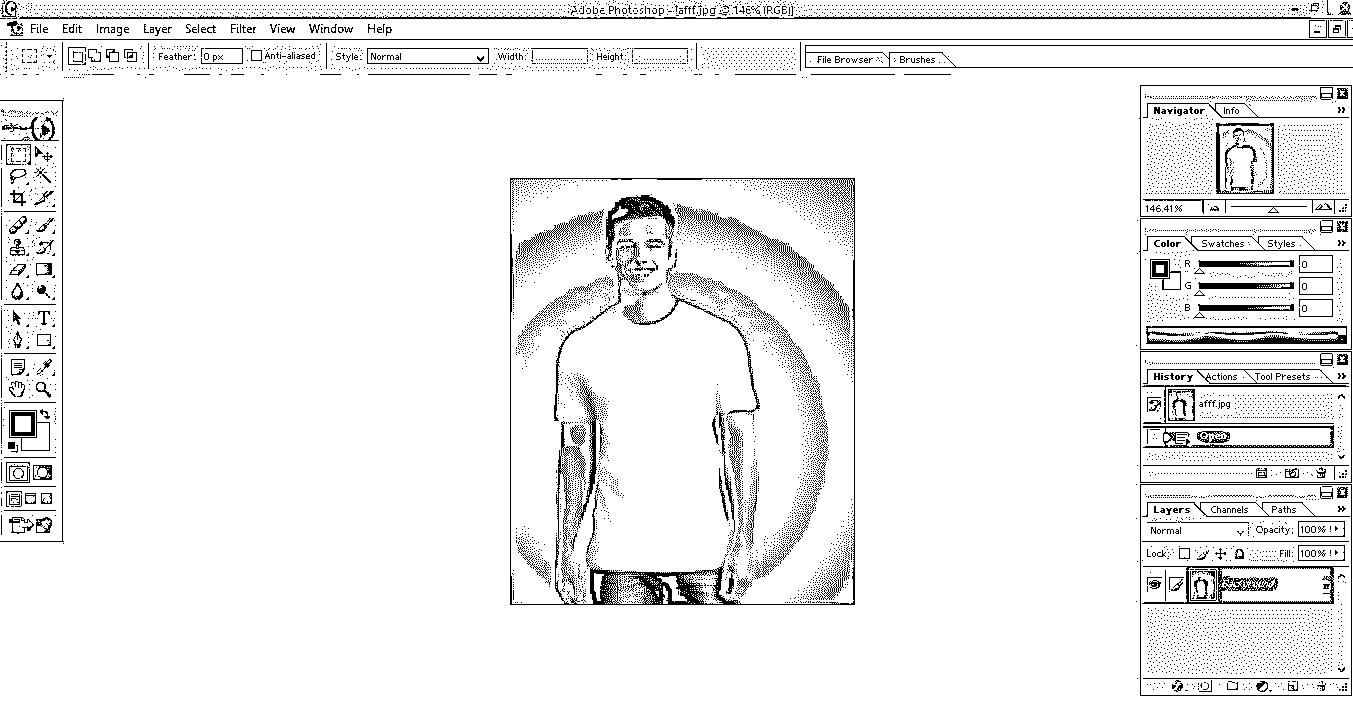 Adobe Photoshop - [afff.jpg @ 146% (RGB)]
File Edit Image Layer Select Filter View Window Help
Feather: 0 px Anti-aliased Style: Normal Width: Height: File Browser Brushes
Navigator Info
146.41%
Color Swatches Styles
R 0
G 0
B 0
History Actions Tool Presets
afff.jpg
Open
Layers Channels Paths
Normal Opacity: 100%
Lock: Fill: 100%